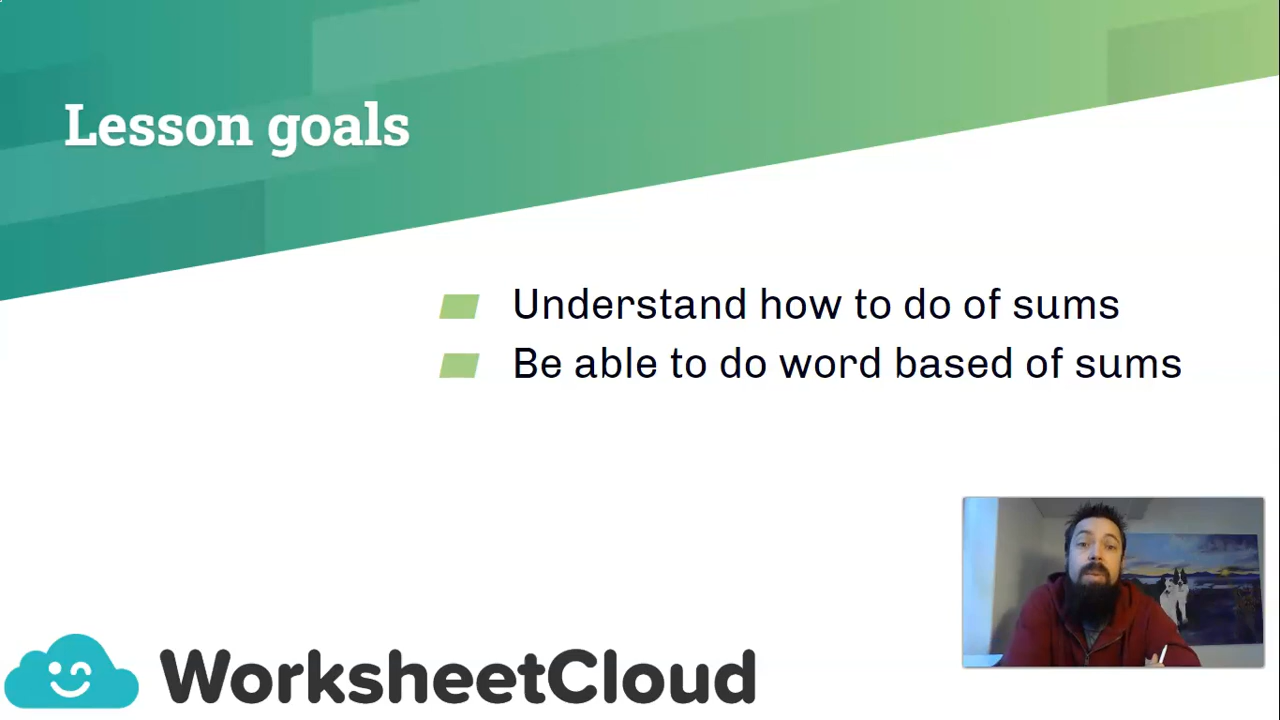 Lesson goals
Understand how to do of sums
Be able to do word based of sums
WorksheetCloud